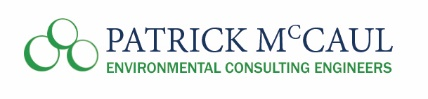 PATRICK McCAUL
ENVIRONMENTAL CONSULTING ENGINEERS